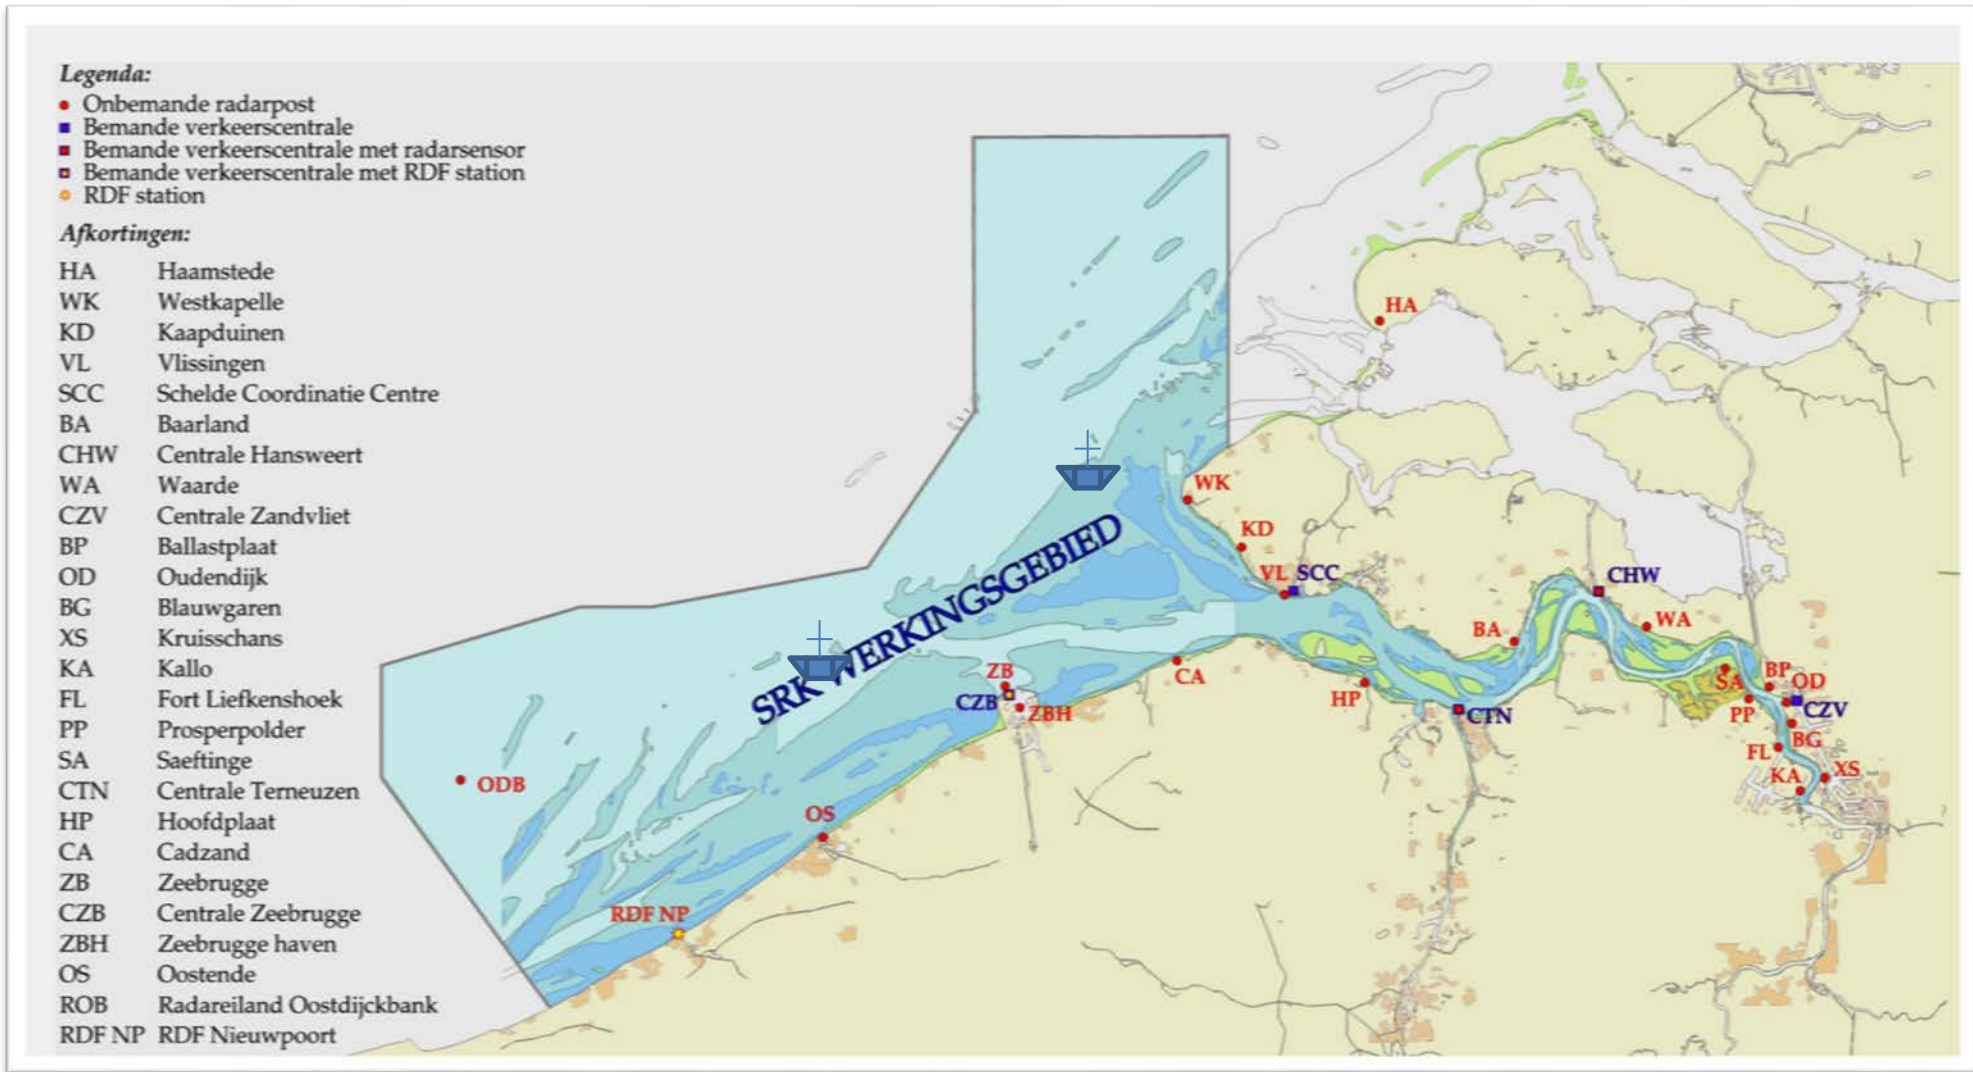 Legenda:
Onbemande radarpost
Bemande verkeerscentrale
Bemande verkeerscentrale met radarsensor
Bemande verkeerscentrale met RDF station
RDF station
Afkortingen:
HA Haamstede
WK Westkapelle
KD Kaapduinen
VL Vlissingen
SCC Schelde Coordinatie Centre
BA Baarland
CHW Centrale Hansweert
WA Waarde
CZV Centrale Zandvliet
BP Ballastplaat
OD Oudendijk
BG Blauwgaren
XS Kruisschans
KA Kallo
FL Fort Liefkenshoek
PP Prosperpolder
SA Saeftinge
CTN Centrale Terneuzen
HP Hoofdplaat
CA Cadzand
ZB Zeebrugge
CZB Centrale Zeebrugge
ZBH Zeebrugge haven
OS Oostende
ROB Radareiland Oostdijckbank
RDF NP RDF Nieuwpoort
HA
WK
KD
VL SCC
CHW
WA
BA
SRK WERKINGSGEBIED
ZB
CZB
ZBH
CA
HP
CTN
SA
BP
OD
PP
CZV
BG
FL
KA
XS
ODB
OS
RDF NP